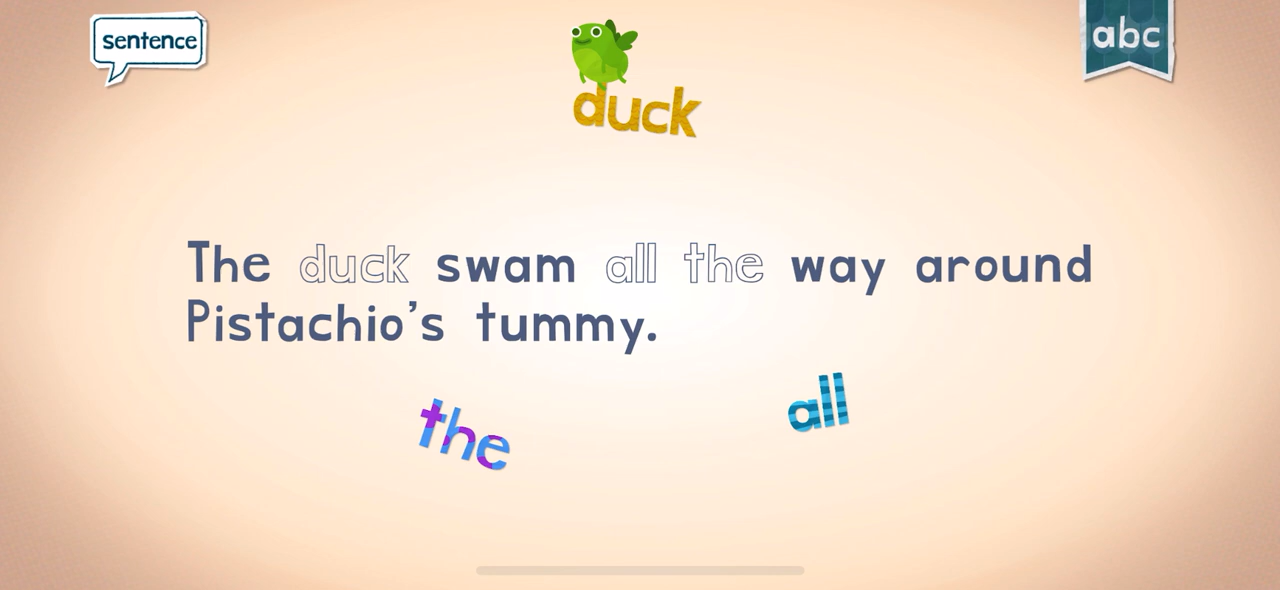 sentence
abc
duck
The duck swam all the way around
Pistachio's tummy.
the
all